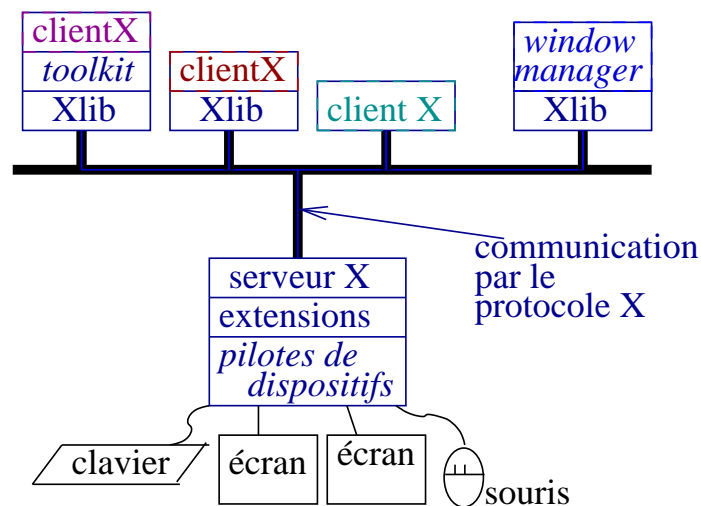 clientX
toolkit
Xlib
clientX
Xlib
client X
window
manager
Xlib
communication
par le
protocole X
serveur X
extensions
pilotes de
dispositifs
clavier
écran
écran
souris